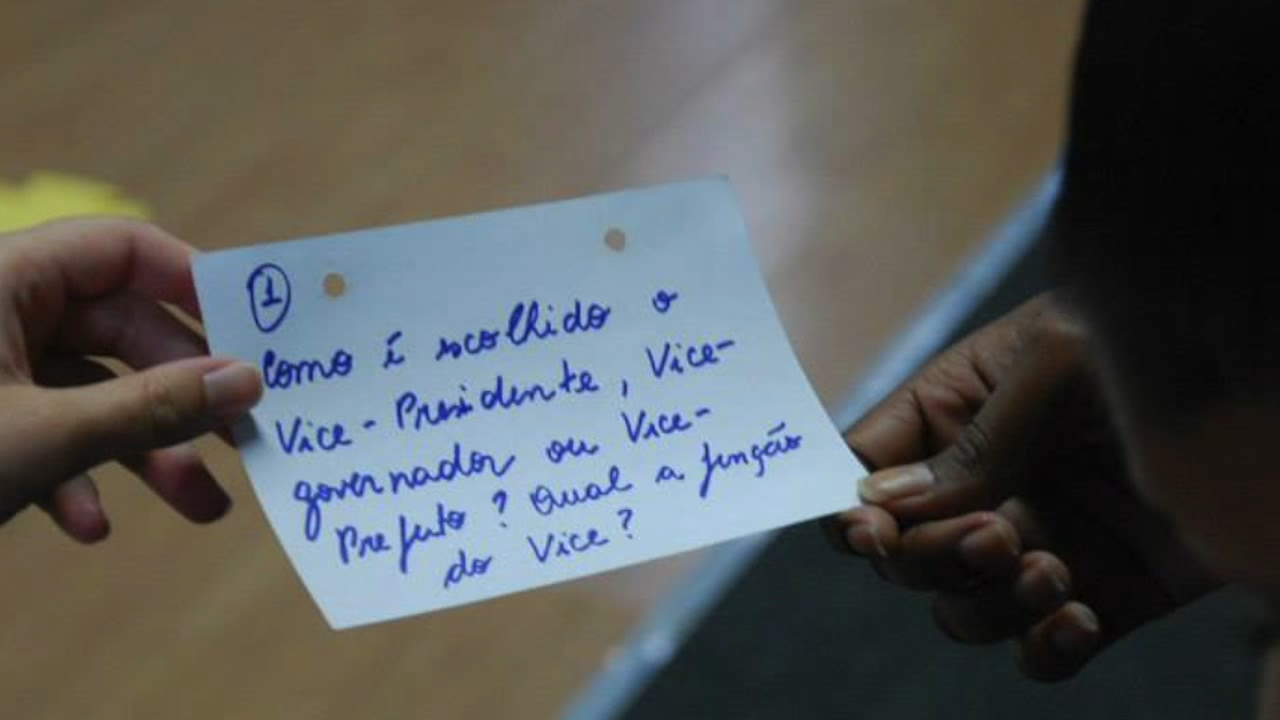 1
Como é escolhido o
Vice-Presidente, Vice-
governador ou Vice-
Prefeito? Qual a função
do Vice?